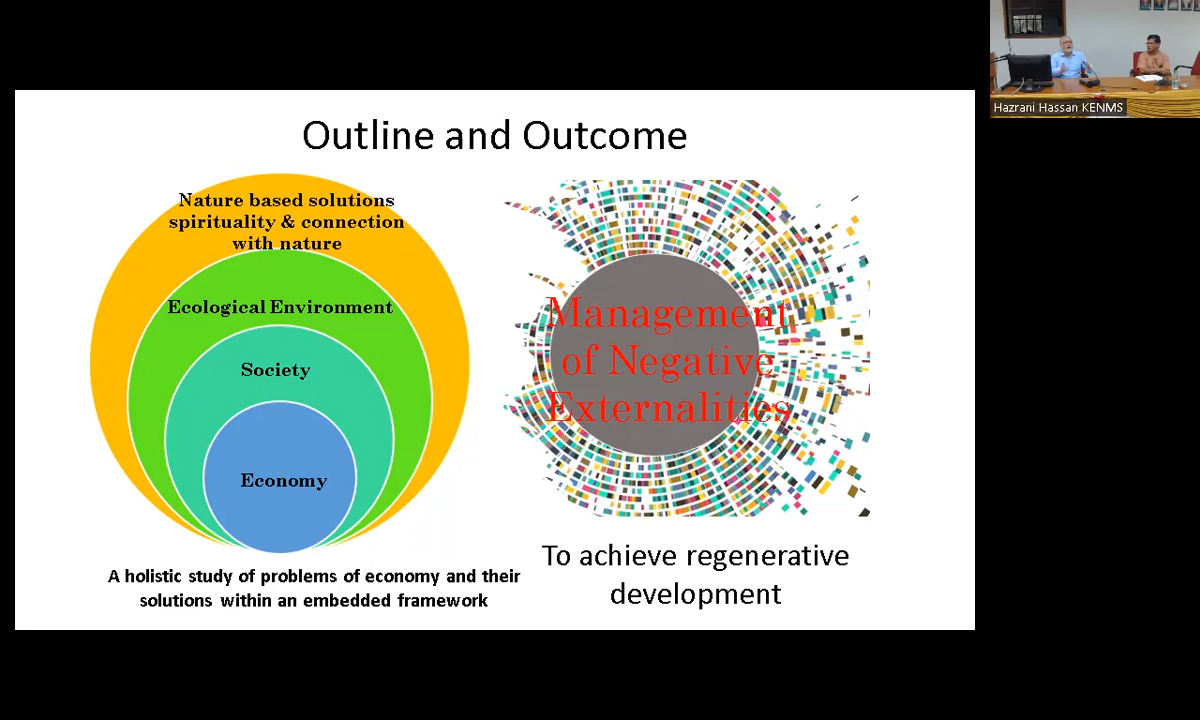 Outline and Outcome
Nature based solutions
spirituality & connection
with nature
Ecological Environment
Society
Economy
A holistic study of problems of economy and their
solutions within an embedded framework
Management
of Negative
Externalities
To achieve regenerative
development
Hazrani Hassan KENMS